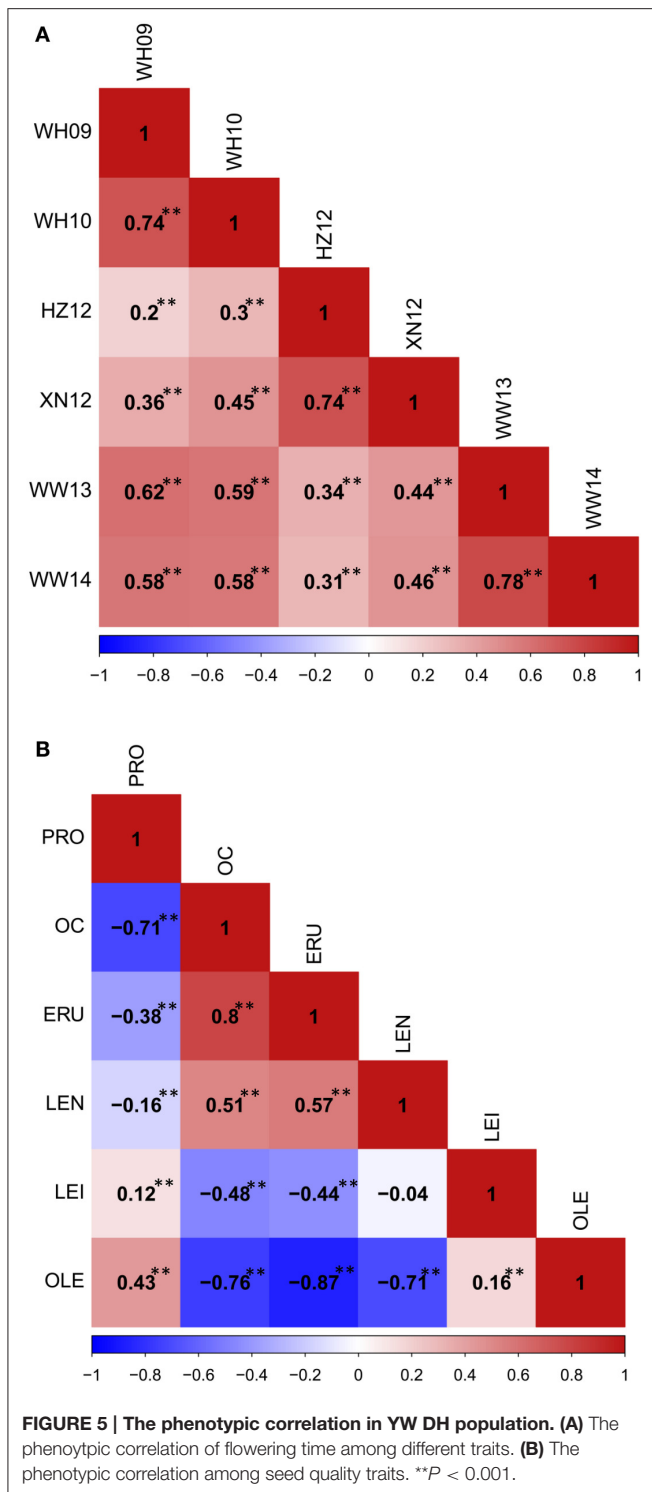 A
WH09
WH09 1
WH10
WH10 0.74** 1
HZ12
HZ12 0.2** 0.3** 1
XN12
XN12 0.36** 0.45** 0.74** 1
WW13
WW13 0.62** 0.59** 0.34** 0.44** 1
WW14
WW14 0.58** 0.58** 0.31** 0.46** 0.78** 1
−1 −0.8 −0.6 −0.4 −0.2 0 0.2 0.4 0.6 0.8 1
B
PRO
PRO 1
OC
OC −0.71** 1
ERU
ERU −0.38** 0.8** 1
LEN
LEN −0.16** 0.51** 0.57** 1
LEI
LEI 0.12** −0.48** −0.44** −0.04 1
OLE
OLE 0.43** −0.76** −0.87** −0.71** 0.16** 1
−1 −0.8 −0.6 −0.4 −0.2 0 0.2 0.4 0.6 0.8 1
FIGURE 5 | The phenotypic correlation in YW DH population. (A) The
phenoytpic correlation of flowering time among different traits. (B) The
phenotypic correlation among seed quality traits. **P < 0.001.